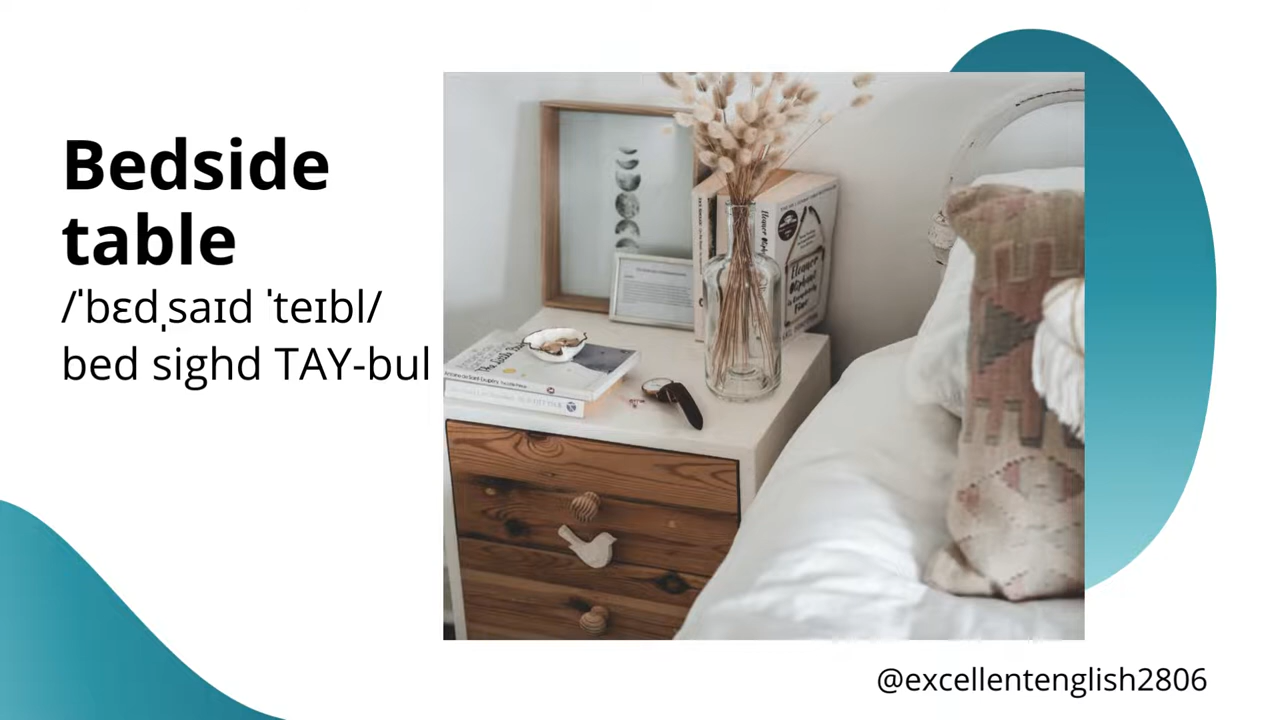 Bedside
table
/ˈbɛdˌsaɪd ˈteɪbl/
bed sighd TAY-bul
@excellentenglish2806